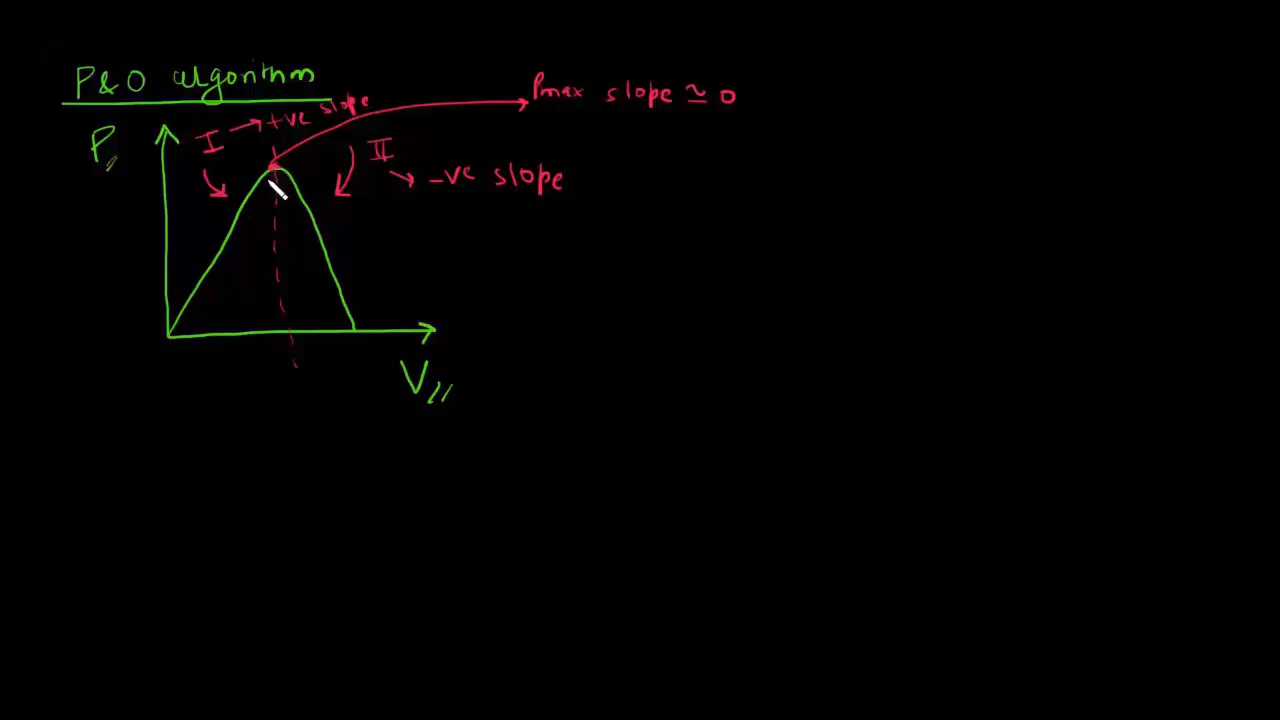 P&O algorithm
Pmax slope ≃ 0
I → +ve slope
P
II
→ -ve slope
V